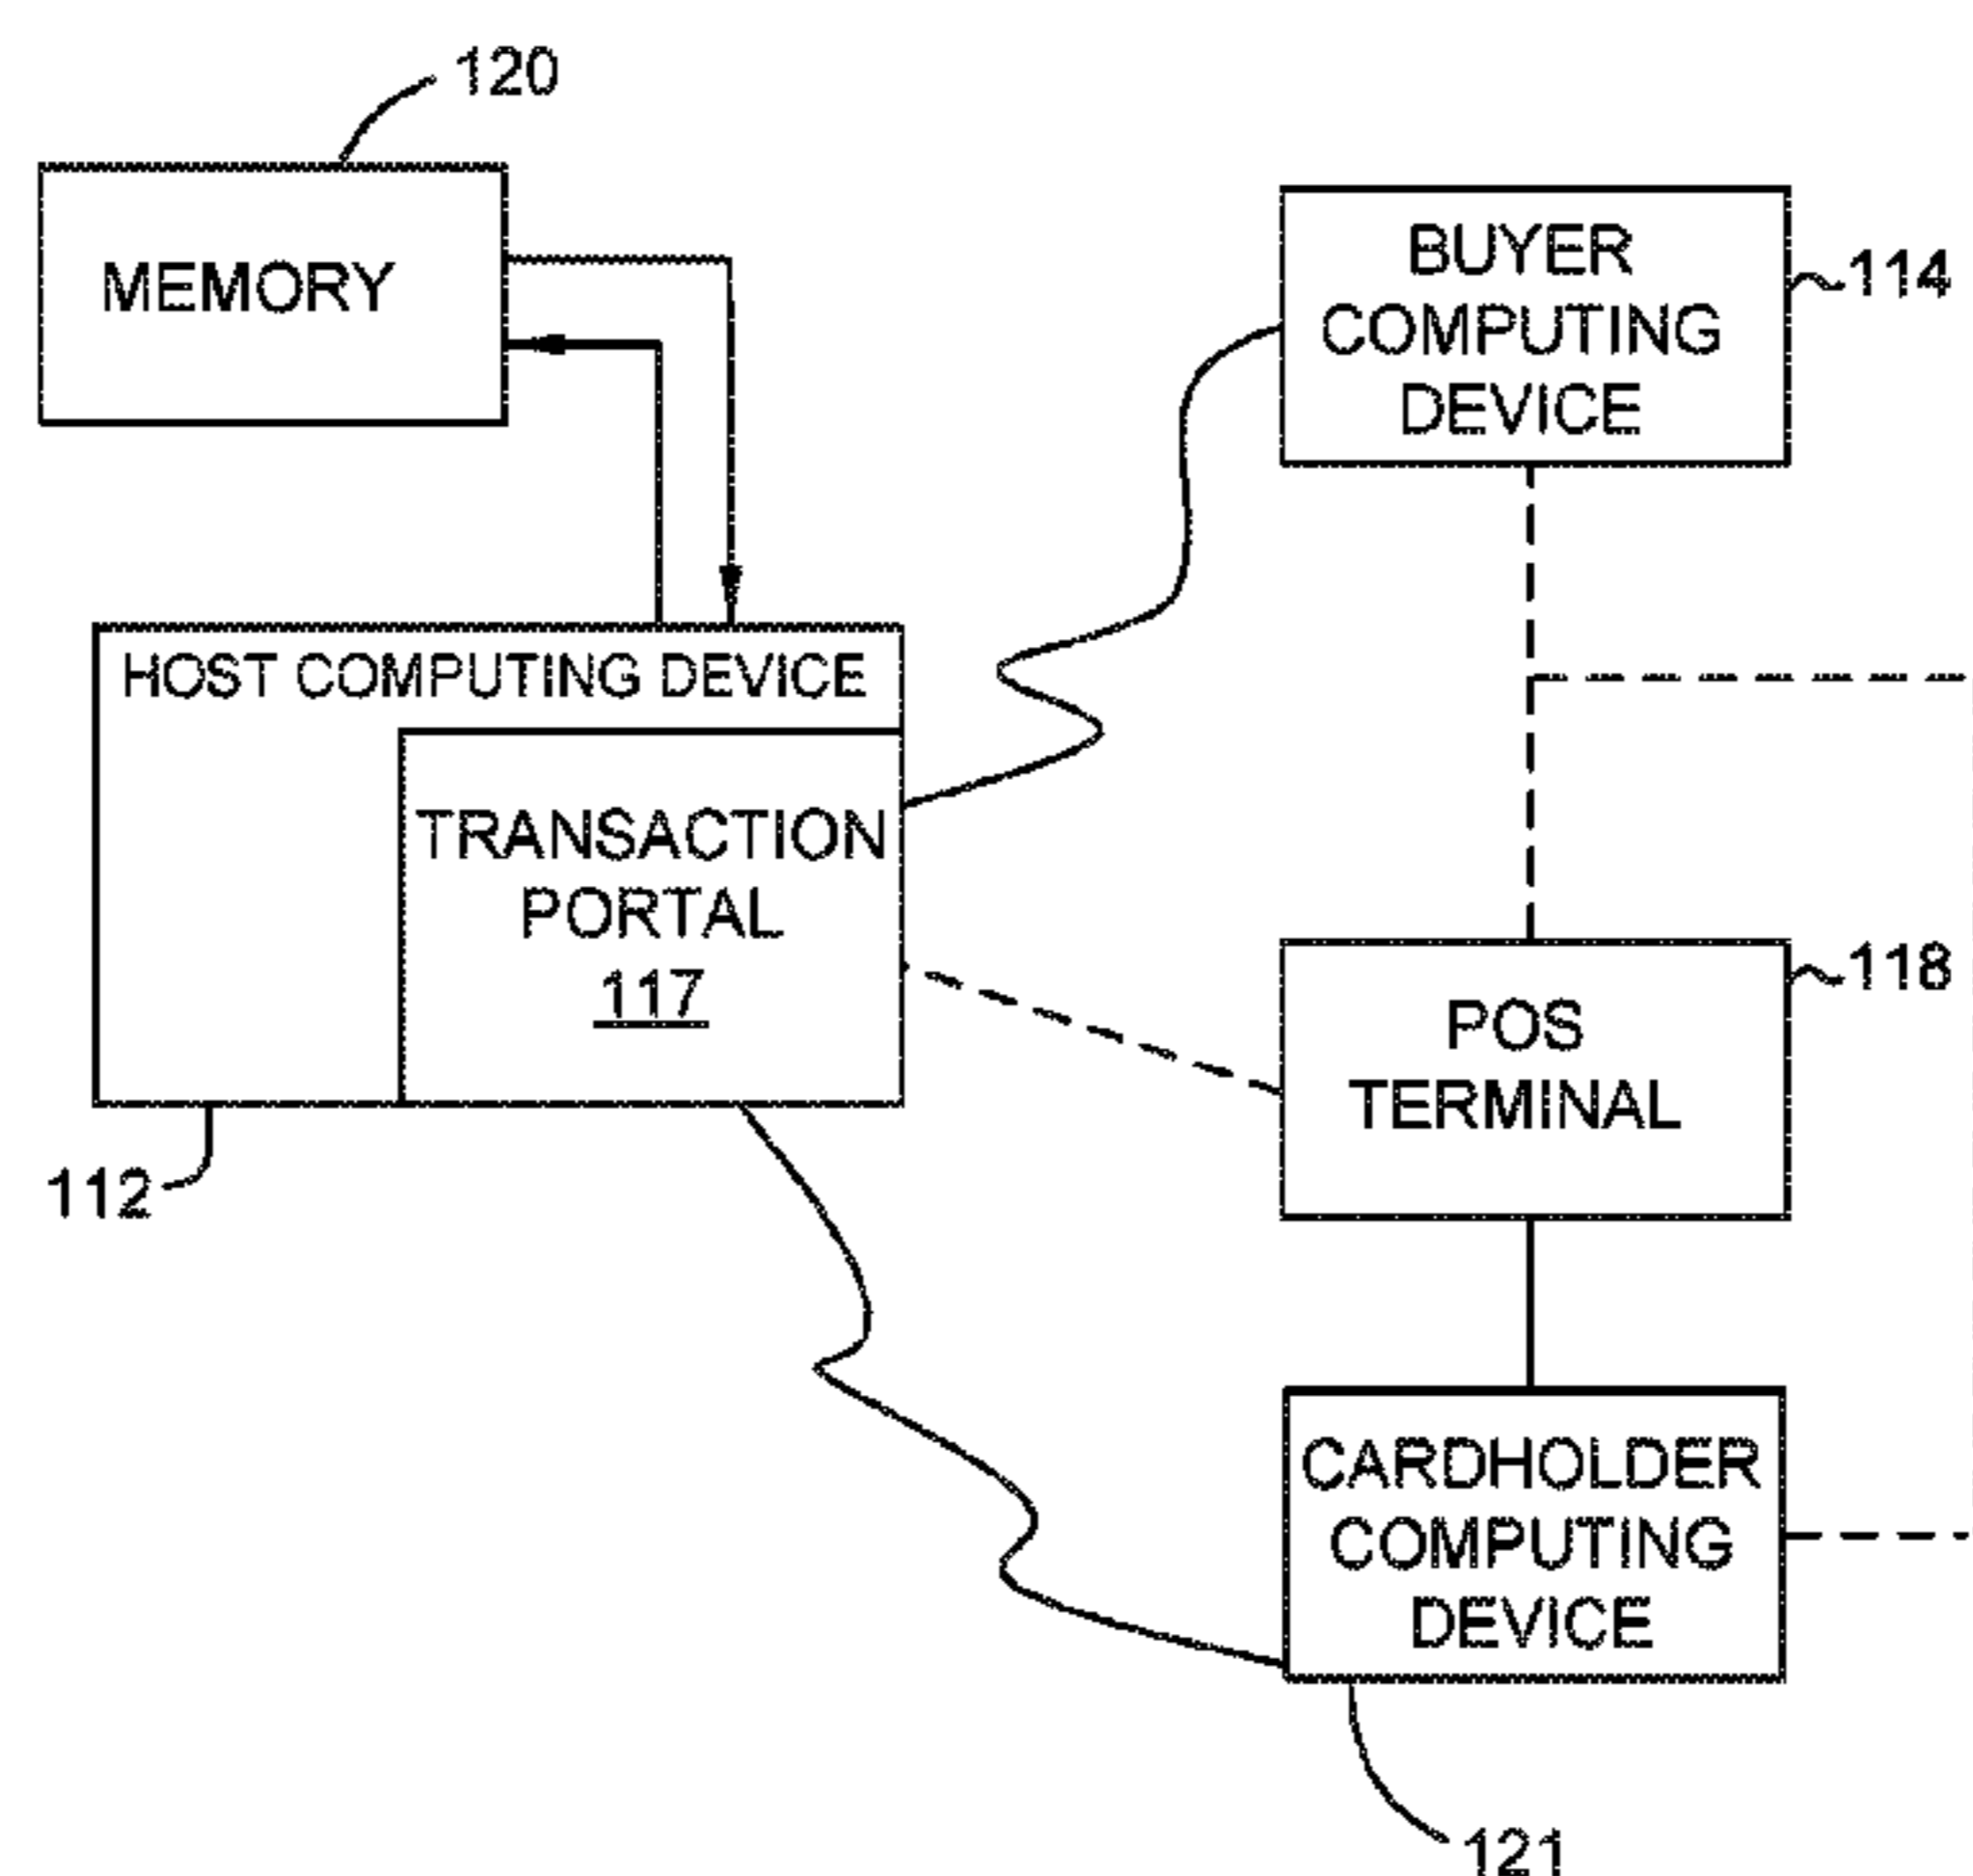 120
MEMORY
BUYER
COMPUTING
DEVICE
114
HOST COMPUTING DEVICE
TRANSACTION
PORTAL
117
112
118
POS
TERMINAL
CARDHOLDER
COMPUTING
DEVICE
121